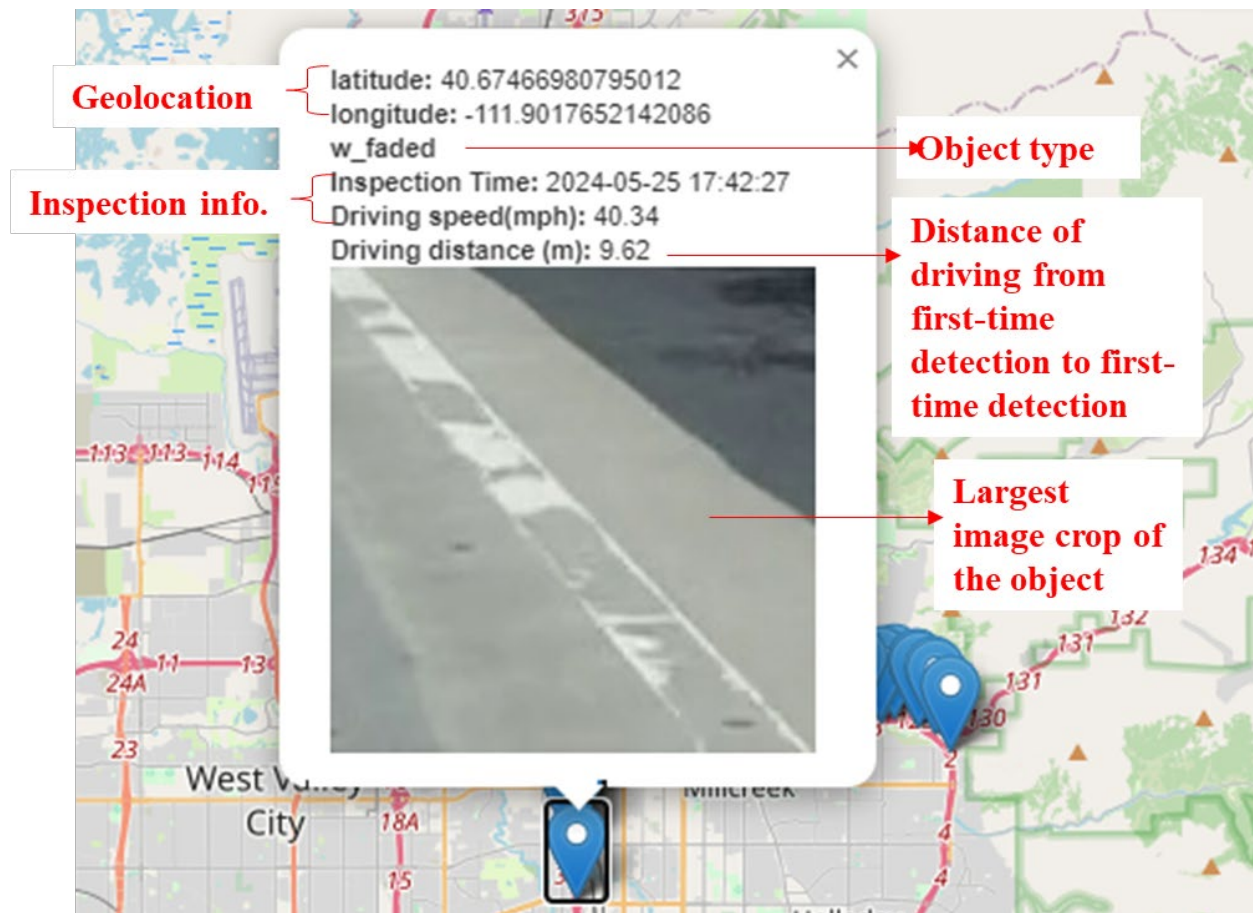 315
latitude: 40.67466980795012
longitude: -111.9017652142086
w_faded
Inspection Time: 2024-05-25 17:42:27
Driving speed(mph): 40.34
Driving distance (m): 9.62
Geolocation
Inspection info.
Object type
Distance of
driving from
first-time
detection to first-
time detection
Largest
image crop of
the object
113
113
114
134
132
131
131
130
2
24
24A
11
13
23
West Valley
City
18A
15
Millcreek
4
4